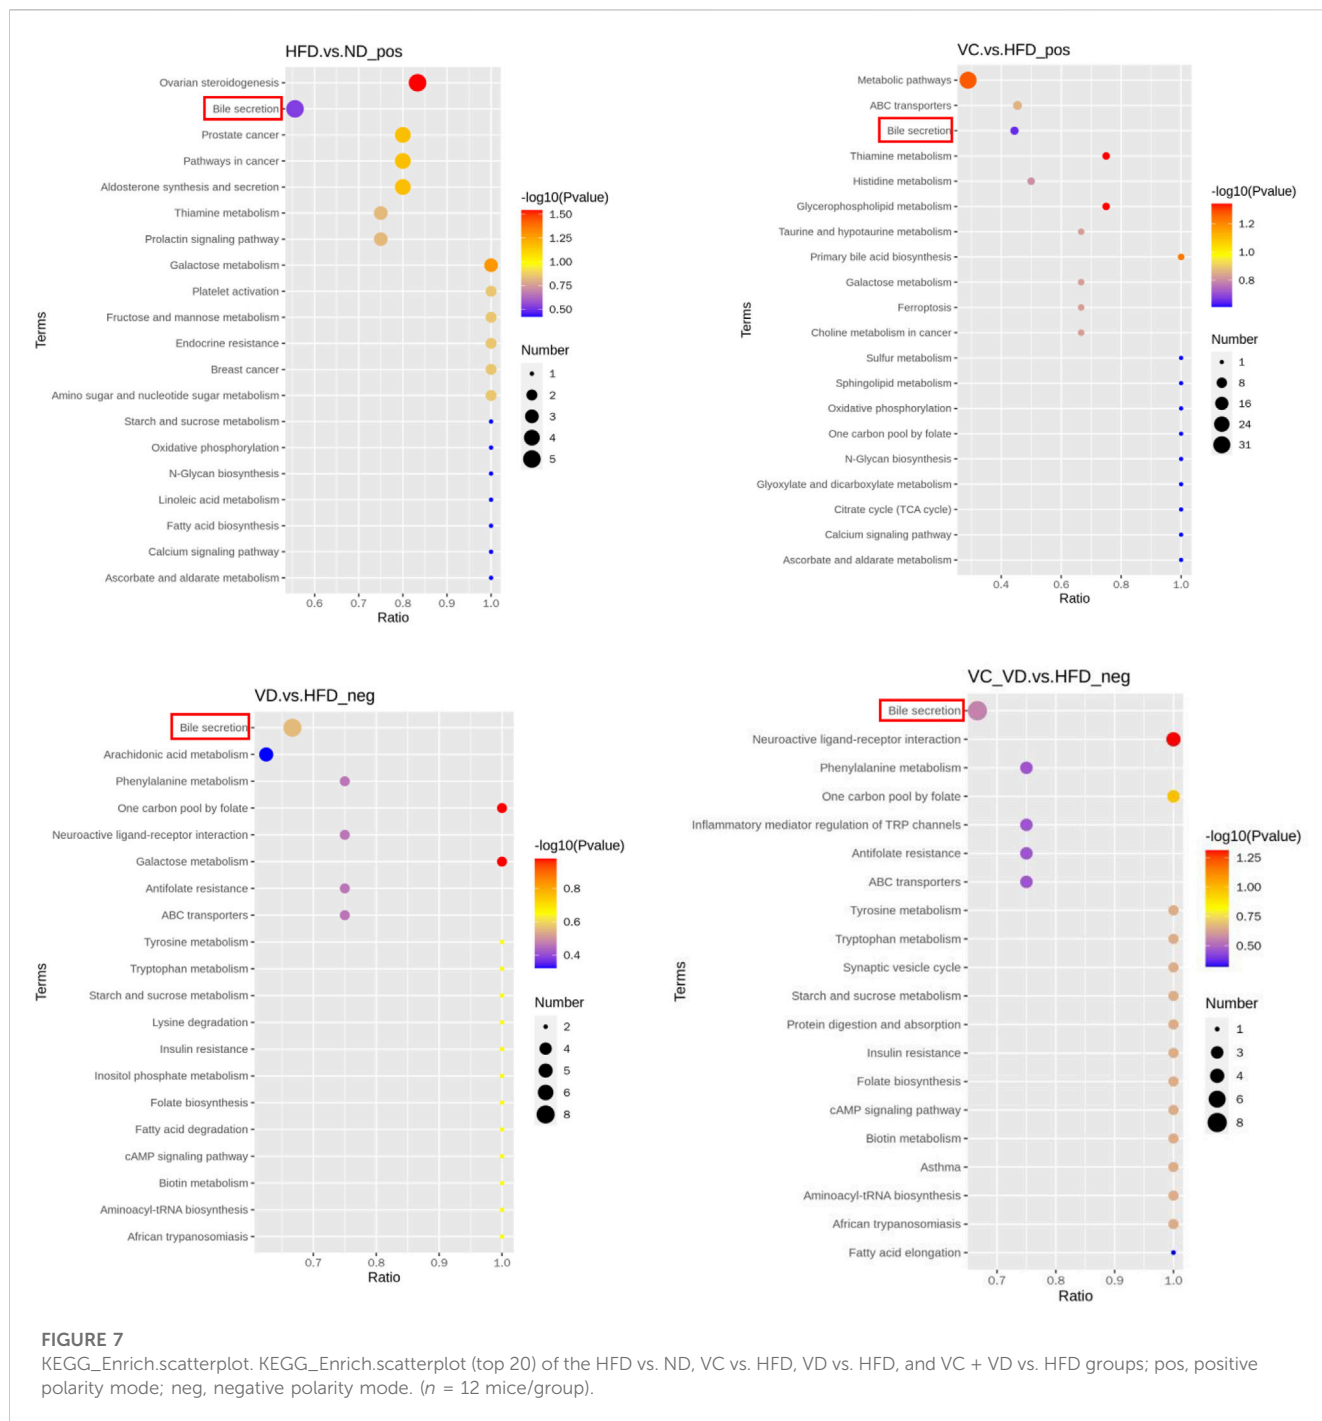 HFD.vs.ND_pos
Terms
Ovarian steroidogenesis
Bile secretion
Prostate cancer
Pathways in cancer
Aldosterone synthesis and secretion
Thiamine metabolism
Prolactin signaling pathway
Galactose metabolism
Platelet activation
Fructose and mannose metabolism
Endocrine resistance
Breast cancer
Amino sugar and nucleotide sugar metabolism
Starch and sucrose metabolism
Oxidative phosphorylation
N-Glycan biosynthesis
Linoleic acid metabolism
Fatty acid biosynthesis
Calcium signaling pathway
Ascorbate and aldarate metabolism
0.6 0.7 0.8 0.9 1.0
Ratio
-log10(Pvalue)
1.50
1.25
1.00
0.75
0.50
Number
1
2
3
4
5
VC.vs.HFD_pos
Terms
Metabolic pathways
ABC transporters
Bile secretion
Thiamine metabolism
Histidine metabolism
Glycerophospholipid metabolism
Taurine and hypotaurine metabolism
Primary bile acid biosynthesis
Galactose metabolism
Ferroptosis
Choline metabolism in cancer
Sulfur metabolism
Sphingolipid metabolism
Oxidative phosphorylation
One carbon pool by folate
N-Glycan biosynthesis
Glyoxylate and dicarboxylate metabolism
Citrate cycle (TCA cycle)
Calcium signaling pathway
Ascorbate and aldarate metabolism
0.4 0.6 0.8 1.0
Ratio
-log10(Pvalue)
1.2
1.0
0.8
Number
1
8
16
24
31
VD.vs.HFD_neg
Terms
Bile secretion
Arachidonic acid metabolism
Phenylalanine metabolism
One carbon pool by folate
Neuroactive ligand-receptor interaction
Galactose metabolism
Antifolate resistance
ABC transporters
Tyrosine metabolism
Tryptophan metabolism
Starch and sucrose metabolism
Lysine degradation
Insulin resistance
Inositol phosphate metabolism
Folate biosynthesis
Fatty acid degradation
cAMP signaling pathway
Biotin metabolism
Aminoacyl-tRNA biosynthesis
African trypanosomiasis
0.7 0.8 0.9 1.0
Ratio
-log10(Pvalue)
0.8
0.6
0.4
Number
2
4
5
6
8
VC_VD.vs.HFD_neg
Terms
Bile secretion
Neuroactive ligand-receptor interaction
Phenylalanine metabolism
One carbon pool by folate
Inflammatory mediator regulation of TRP channels
Antifolate resistance
ABC transporters
Tyrosine metabolism
Tryptophan metabolism
Synaptic vesicle cycle
Starch and sucrose metabolism
Protein digestion and absorption
Insulin resistance
Folate biosynthesis
cAMP signaling pathway
Biotin metabolism
Asthma
Aminoacyl-tRNA biosynthesis
African trypanosomiasis
Fatty acid elongation
0.7 0.8 0.9 1.0
Ratio
-log10(Pvalue)
1.25
1.00
0.75
0.50
Number
1
3
4
6
8
FIGURE 7
KEGG_Enrich.scatterplot. KEGG_Enrich.scatterplot (top 20) of the HFD vs. ND, VC vs. HFD, VD vs. HFD, and VC + VD vs. HFD groups; pos, positive
polarity mode; neg, negative polarity mode. (n = 12 mice/group).